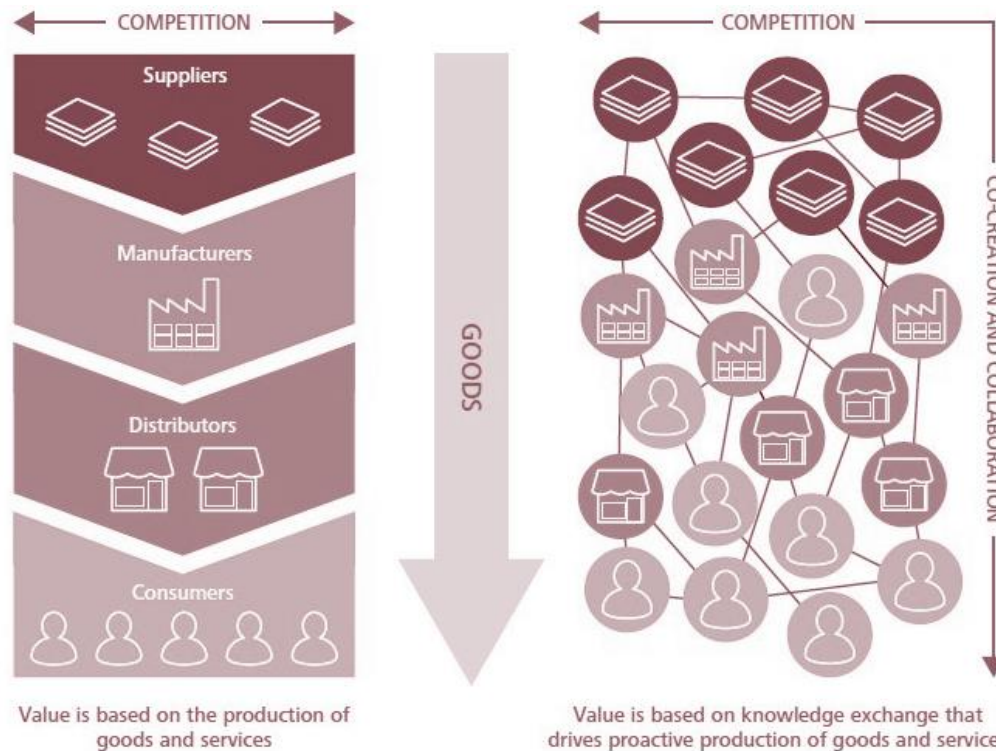 COMPETITION
Suppliers
Manufacturers
Distributors
Consumers
Value is based on the production of
goods and services
GOODS
COMPETITION
CO-CREATION AND COLLABORATION
Value is based on knowledge exchange that
drives proactive production of goods and service